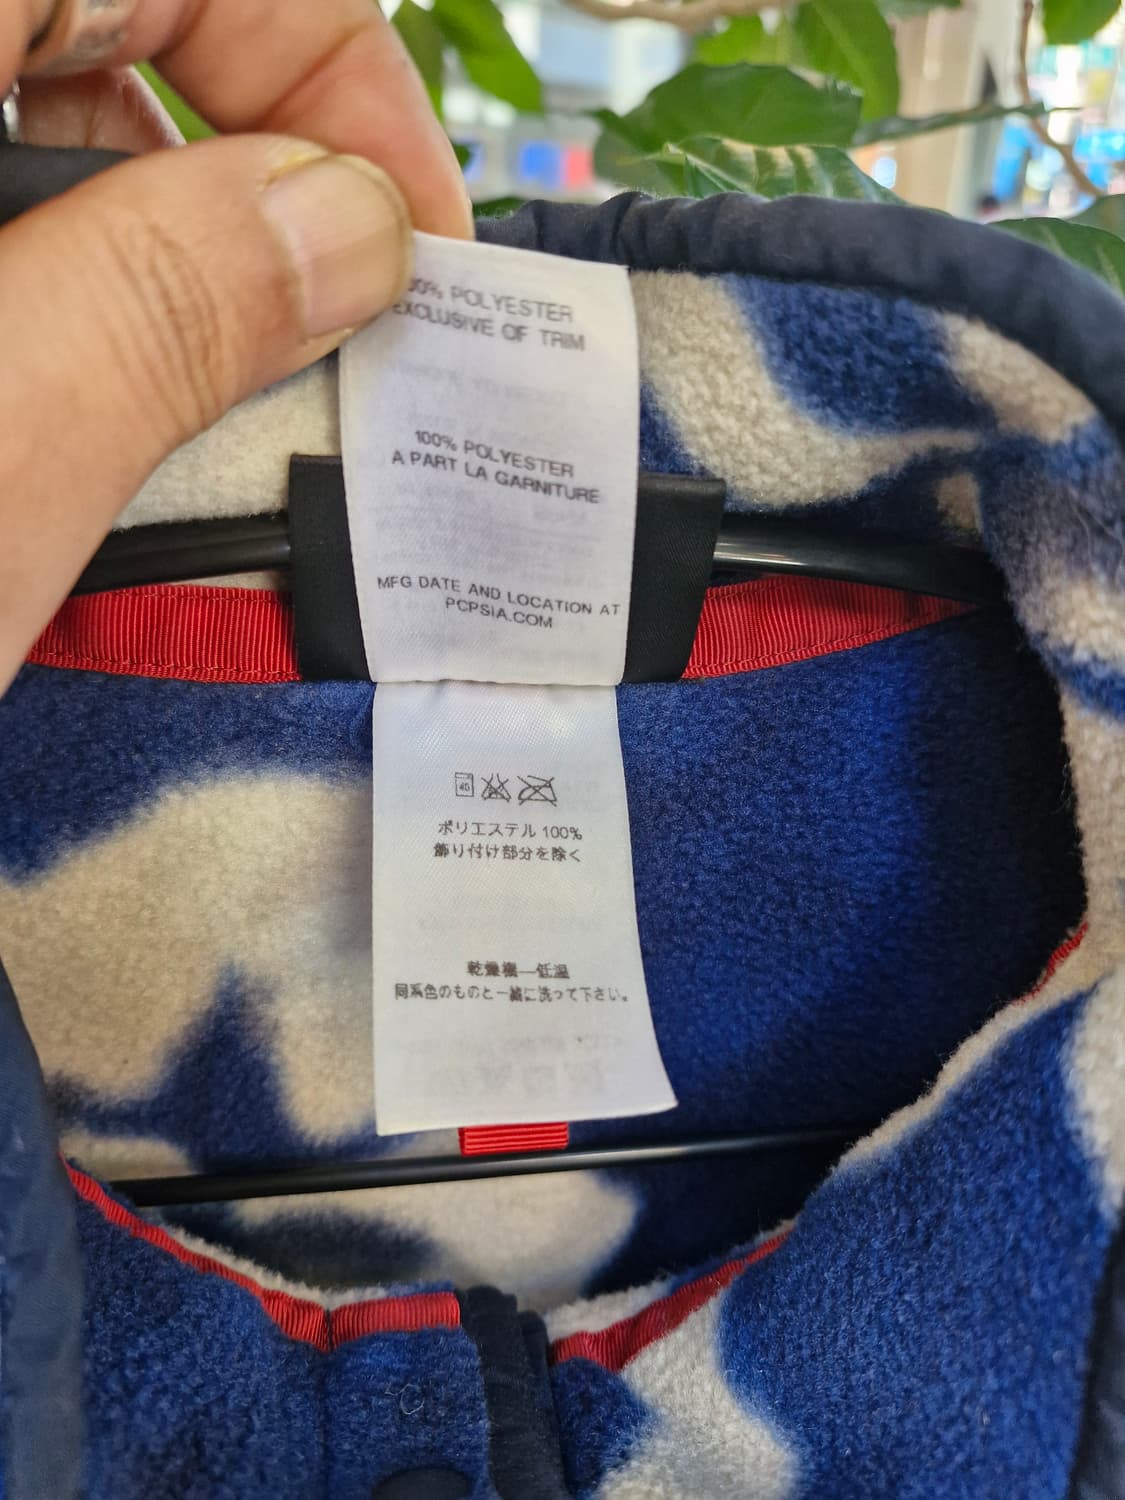 POLYESTER
EXCLUSIVE OF TRIM
100% POLYESTER
A PART LA GARNITURE
MFG DATE AND LOCATION AT
PCPSIA.COM
40
ポリエステル 100%
飾り付け部分を除く
乾燥機―低温
同系色のものと一緒に洗って下さい。